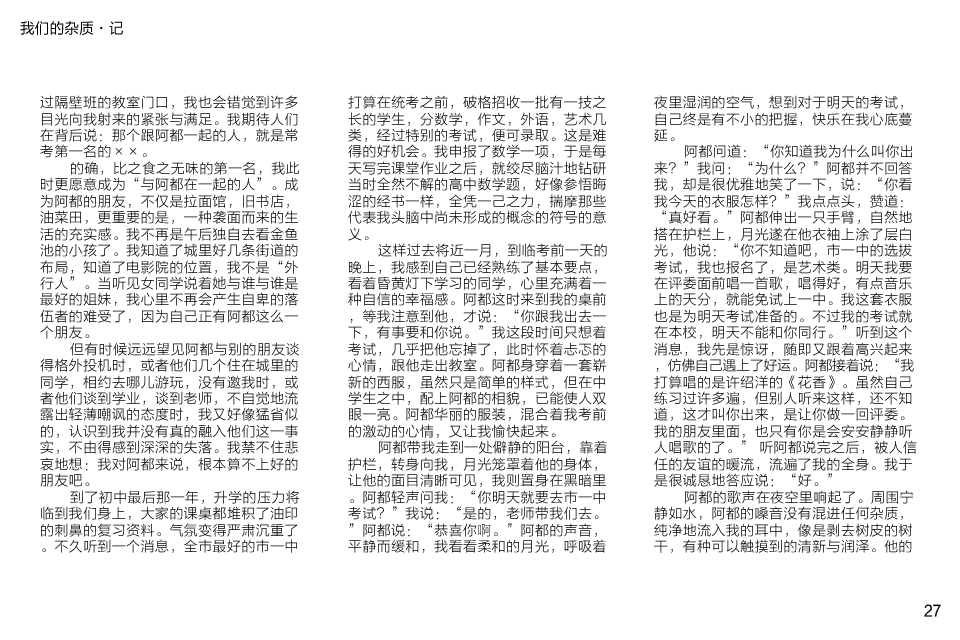 我们的杂质·记
过隔壁班的教室门口，我也会错觉到许多
目光向我射来的紧张与满足。我期待人们
在背后说：那个跟阿都一起的人，就是常
考第一名的××。
的确，比之食之无味的第一名，我此
时更愿意成为“与阿都在一起的人”。成
为阿都的朋友，不仅是拉面馆，旧书店，
油菜田，更重要的是，一种袭面而来的生
活的充实感。我不再是午后独自去看金鱼
池的小孩了。我知道了城里好几条街道的
布局，知道了电影院的位置，我不是“外
行人”。当听见女同学说着她与谁与谁是
最好的姐妹，我心里不再会产生自卑的落
伍者的难受了，因为自己正有阿都这么一
个朋友。
但有时候远远望见阿都与别的朋友谈
得格外投机时，或者他们几个住在城里的
同学，相约去哪儿游玩，没有邀我时，或
者他们谈到学业，谈到老师，不自觉地流
露出轻薄嘲讽的态度时，我又好像猛省似
的，认识到我并没有真的融入他们这一事
实，不由得感到深深的失落。我禁不住悲
哀地想：我对阿都来说，根本算不上好的
朋友吧。
到了初中最后那一年，升学的压力将
临到我们身上，大家的课桌都堆积了油印
的刺鼻的复习资料。气氛变得严肃沉重了
。不久听到一个消息，全市最好的市一中
打算在统考之前，破格招收一批有一技之
长的学生，分数学，作文，外语，艺术几
类，经过特别的考试，便可录取。这是难
得的好机会。我申报了数学一项，于是每
天写完课堂作业之后，就绞尽脑汁地钻研
当时全然不解的高中数学题，好像参悟晦
涩的经书一样，全凭一己之力，揣摩那些
代表我头脑中尚未形成的概念的符号的意
义。
这样过去将近一月，到临考前一天的
晚上，我感到自己已经熟练了基本要点，
看着昏黄灯下学习的同学，心里充满着一
种自信的幸福感。阿都这时来到我的桌前
，等我注意到他，才说：“你跟我出去一
下，有事要和你说。”我这段时间只想着
考试，几乎把他忘掉了，此时怀着忐忑的
心情，跟他走出教室。阿都身穿着一套崭
新的西服，虽然只是简单的样式，但在中
学生之中，配上阿都的相貌，已能使人双
眼一亮。阿都华丽的服装，混合着我考前
的激动的心情，又让我愉快起来。
阿都带我走到一处僻静的阳台，靠着
护栏，转身向我，月光笼罩着他的身体，
让他的面目清晰可见，我则置身在黑暗里
。阿都轻声问我：“你明天就要去市一中
考试？”我说：“是的，老师带我们去。
”阿都说：“恭喜你啊。”阿都的声音，
平静而缓和，我看看柔和的月光，呼吸着
夜里湿润的空气，想到对于明天的考试，
自己终是有不小的把握，快乐在我心底蔓
延。
阿都问道：“你知道我为什么叫你出
来？”我问：“为什么？”阿都并不回答
我，却是很优雅地笑了一下，说：“你看
我今天的衣服怎样？”我点点头，赞道：
“真好看。”阿都伸出一只手臂，自然地
搭在护栏上，月光遂在他衣袖上涂了层白
光，他说：“你不知道吧，市一中的选拔
考试，我也报名了，是艺术类。明天我要
在评委面前唱一首歌，唱得好，有点音乐
上的天分，就能免试上一中。我这套衣服
也是为明天考试准备的。不过我的考试就
在本校，明天不能和你同行。”听到这个
消息，我先是惊讶，随即又跟着高兴起来
，仿佛自己遇上了好运。阿都接着说：“我
打算唱的是许绍洋的《花香》。虽然自己
练习过许多遍，但别人听来这样，还不知
道，这才叫你出来，是让你做一回评委。
我的朋友里面，也只有你是会安安静静听
人唱歌的了。” 听阿都说完之后，被人信
任的友谊的暖流，流遍了我的全身。我于
是很诚恳地答应说：“好。”
阿都的歌声在夜空里响起了。周围宁
静如水，阿都的嗓音没有混进任何杂质，
纯净地流入我的耳中，像是剥去树皮的树
干，有种可以触摸到的清新与润泽。他的
27